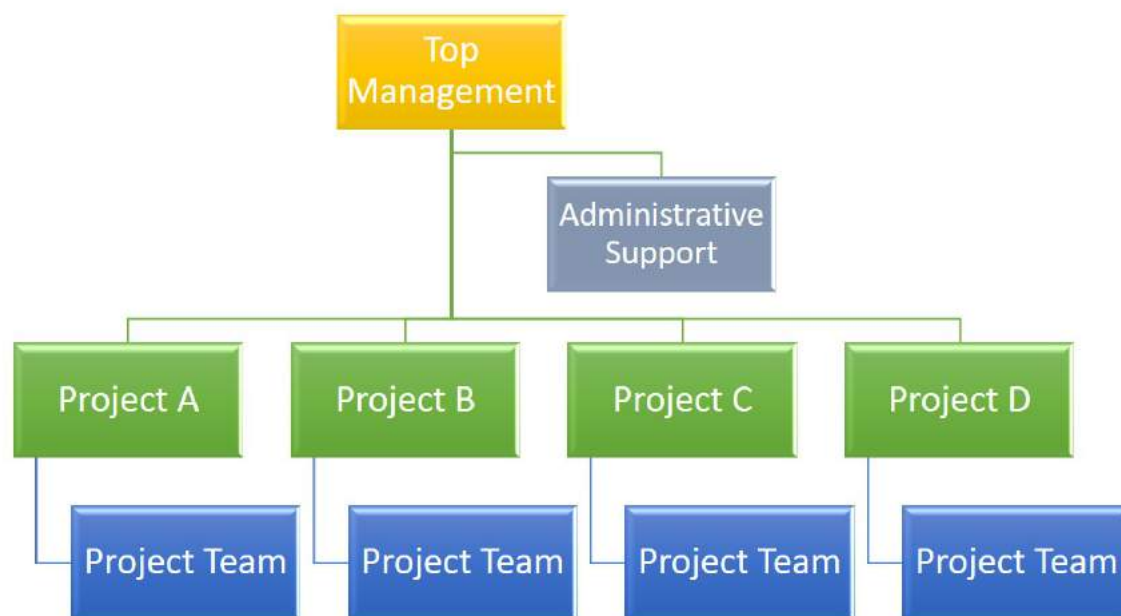 Top
Management
Administrative
Support
Project A
Project B
Project C
Project D
Project Team
Project Team
Project Team
Project Team